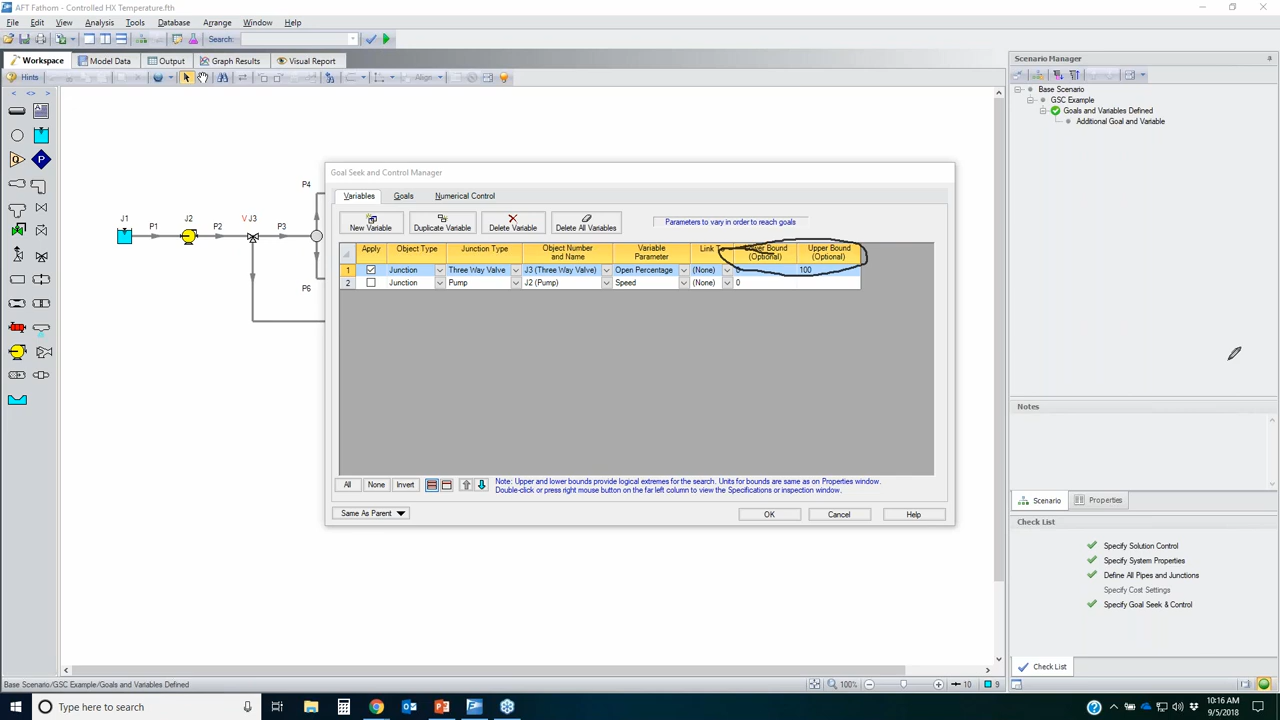 AFT Fathom - Controlled HX Temperature.fth
File Edit View Analysis Tools Database Arrange Window Help
Search:
Workspace Model Data Output Graph Results Visual Report
Hints Align
Scenario Manager
Base Scenario
GSC Example
Goals and Variables Defined
Additional Goal and Variable
Goal Seek and Control Manager
Variables Goals Numerical Control
New Variable Duplicate Variable Delete Variable Delete All Variables Parameters to vary in order to reach goals
Apply Object Type Junction Type Object Number and Name Variable Parameter Link Bound (Optional) Upper Bound (Optional)
1 Junction Three Way Valve J3 (Three Way Valve) Open Percentage (None) 0 100
2 Junction Pump J2 (Pump) Speed (None) 0
J1 P1 J2 P2 V J3 P3 P4 P6
All None Invert Note: Upper and lower bounds provide logical extremes for the search. Units for bounds are same as on Properties window.
Double-click or press right mouse button on the far left column to view the Specifications or inspection window.
Same As Parent OK Cancel Help
Notes
Scenario Properties
Check List
Specify Solution Control
Specify System Properties
Define All Pipes and Junctions
Specify Cost Settings
Specify Goal Seek & Control
Check List
Base Scenario/GSC Example/Goals and Variables Defined 100% 10 9
Type here to search 10:16 AM
9/5/2018